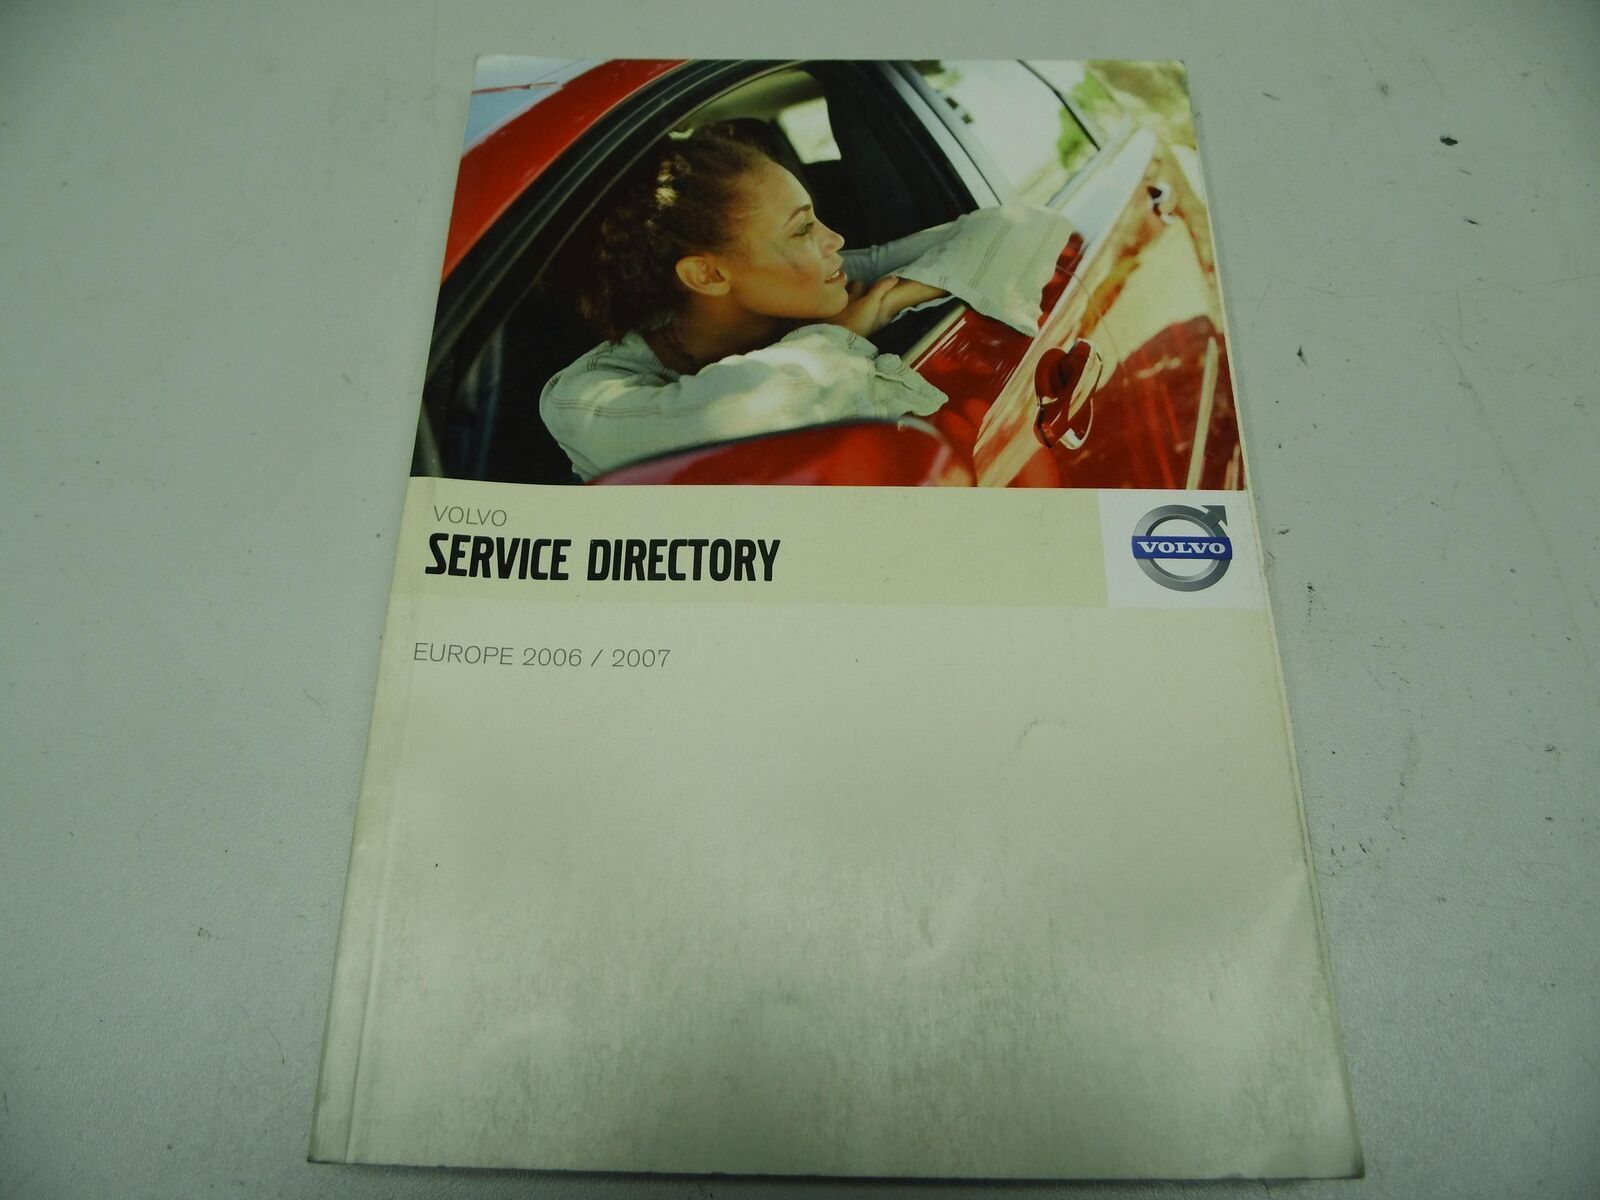 VOLVO
SERVICE DIRECTORY
VOLVO
EUROPE 2006 / 2007